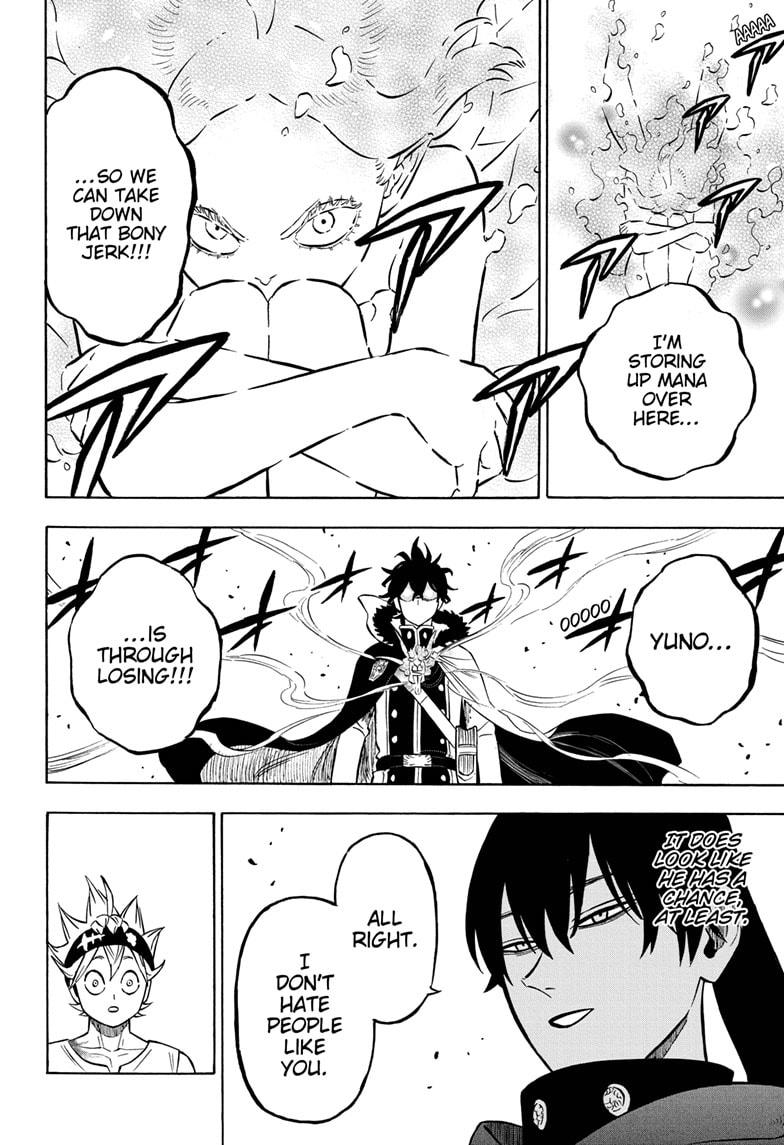 AAAAA
I'M
STORING
UP MANA
OVER
HERE...
...SO WE
CAN TAKE
DOWN
THAT BONY
JERK!!!
OOOOO
YUNO...
...IS
THROUGH
LOSING!!!
IT DOES
LOOK LIKE
HE HAS A
CHANCE,
AT LEAST.
ALL
RIGHT.
I
DON'T
HATE
PEOPLE
LIKE
YOU.